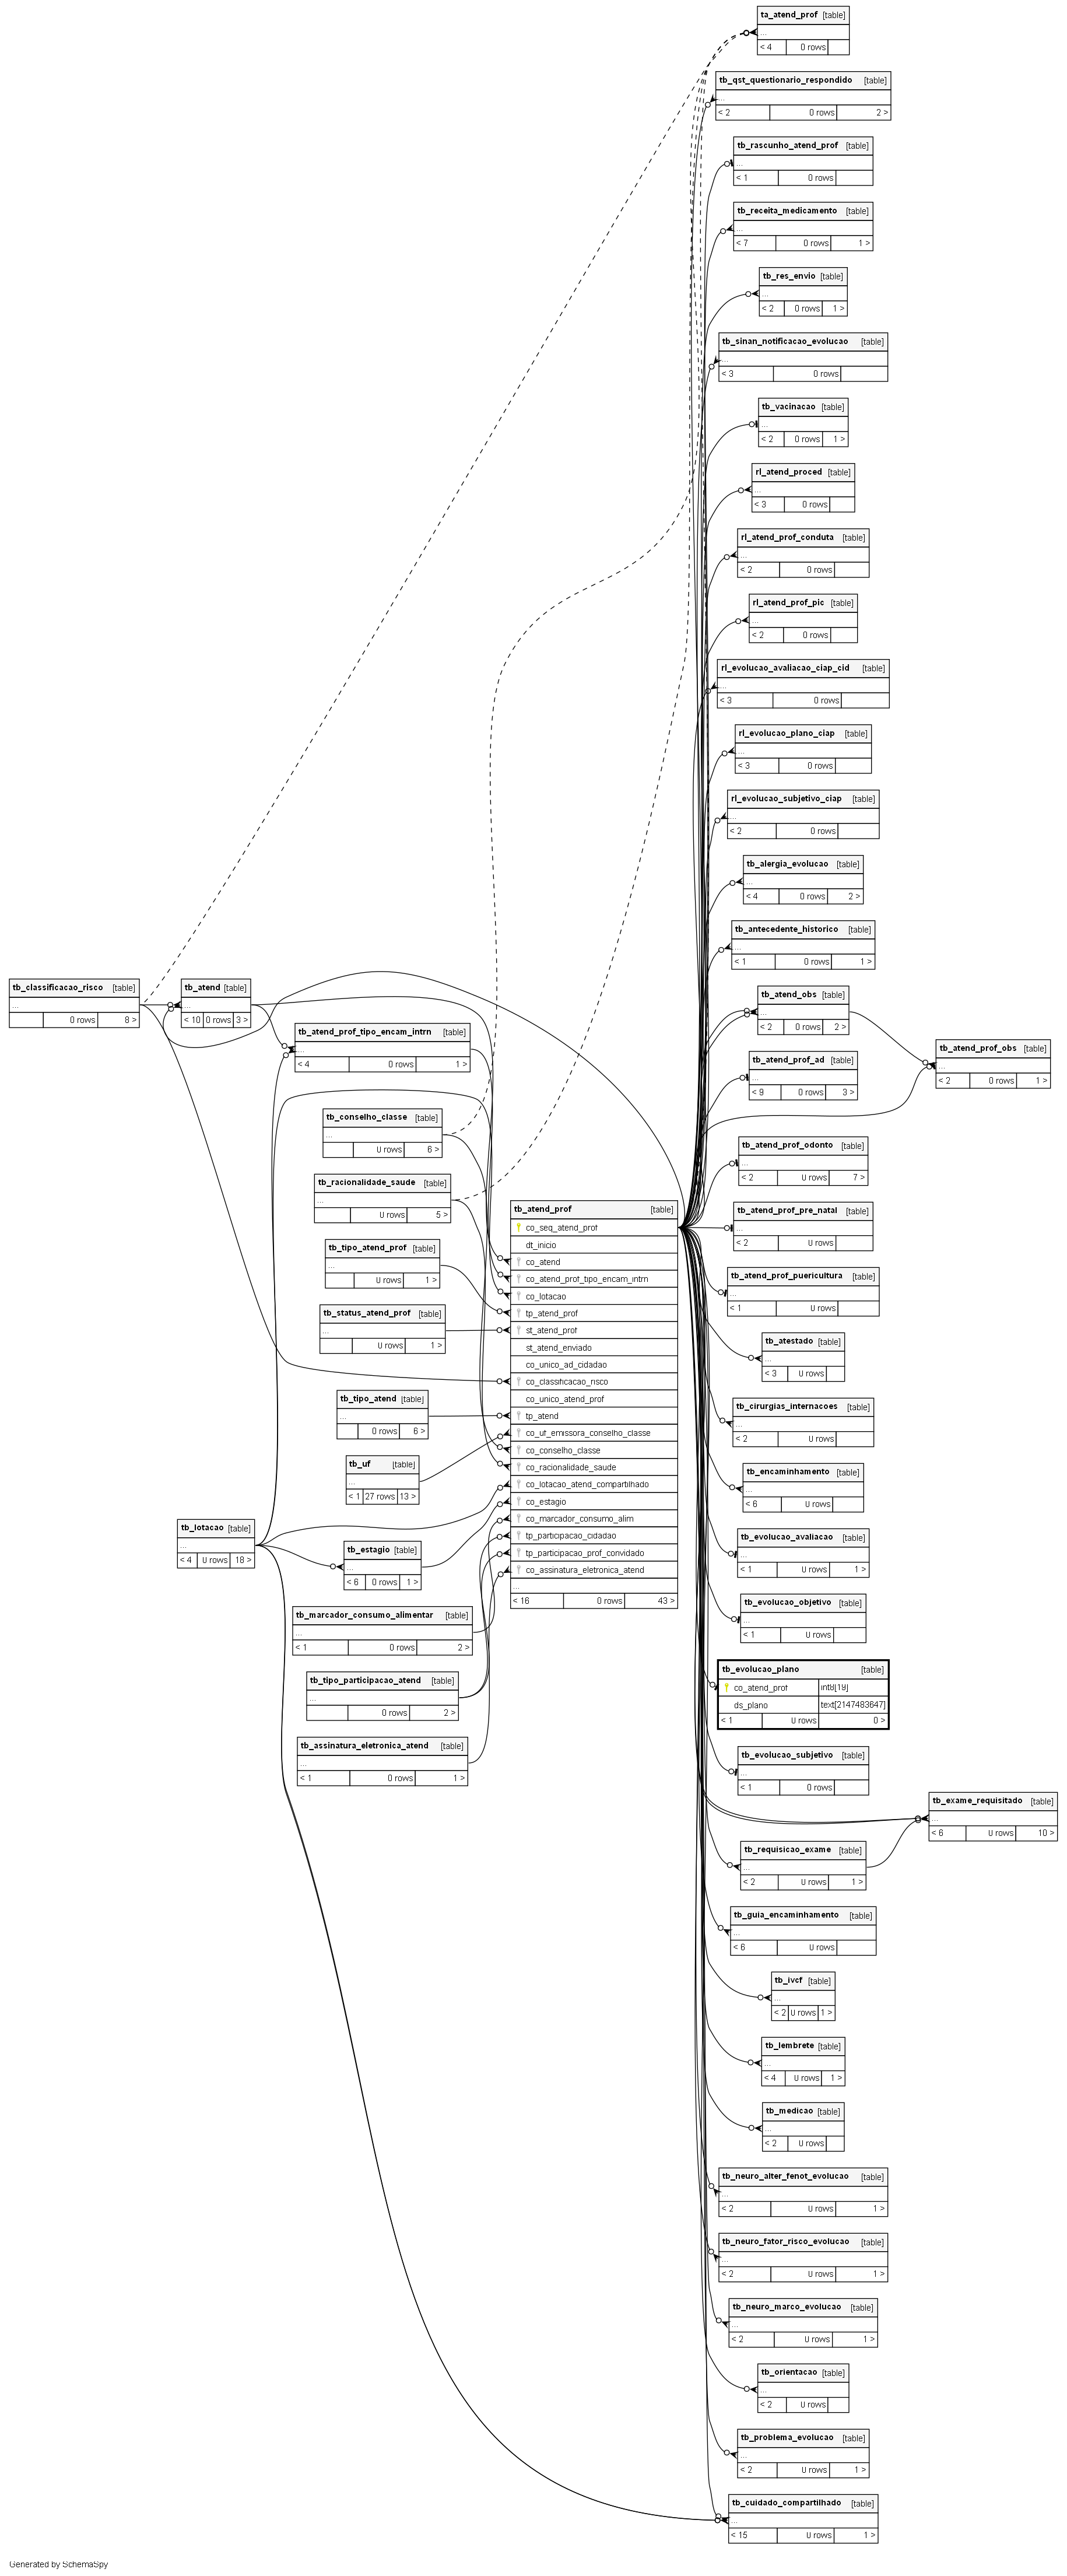 ta_atend_prof [table]
...
< 4 0 rows
tb_qst_questionario_respondido [table]
...
< 2 0 rows 2 >
tb_rascunho_atend_prof [table]
...
< 1 0 rows
tb_receita_medicamento [table]
...
< 7 0 rows 1 >
tb_res_envio [table]
...
< 2 0 rows 1 >
tb_sinan_notificacao_evolucao [table]
...
< 3 0 rows
tb_vacinacao [table]
...
< 2 0 rows 1 >
rl_atend_proced [table]
...
< 3 0 rows
rl_atend_prof_conduta [table]
...
< 2 0 rows
rl_atend_prof_pic [table]
...
< 2 0 rows
rl_evolucao_avaliacao_ciap_cid [table]
...
< 3 0 rows
rl_evolucao_plano_ciap [table]
...
< 3 0 rows
rl_evolucao_subjetivo_ciap [table]
...
< 2 0 rows
tb_alergia_evolucao [table]
...
< 4 0 rows 2 >
tb_antecedente_historico [table]
...
< 1 0 rows 1 >
tb_classificacao_risco [table]
...
0 rows 8 >
tb_atend [table]
...
< 10 0 rows 3 >
tb_atend_obs [table]
...
< 2 0 rows 2 >
tb_atend_prof_tipo_encam_intrn [table]
...
< 4 0 rows 1 >
tb_atend_prof_obs [table]
...
< 2 0 rows 1 >
tb_atend_prof_ad [table]
...
< 9 0 rows 3 >
tb_conselho_classe [table]
...
0 rows 6 >
tb_atend_prof_odonto [table]
...
< 2 0 rows 7 >
tb_racionalidade_saude [table]
...
0 rows 5 >
tb_atend_prof_pre_natal [table]
...
< 2 0 rows
tb_tipo_atend_prof [table]
...
0 rows 1 >
tb_atend_prof_puericultura [table]
...
< 1 0 rows
tb_status_atend_prof [table]
...
0 rows 1 >
tb_atestado [table]
...
< 3 0 rows
tb_tipo_atend [table]
...
0 rows 6 >
tb_cirurgias_internacoes [table]
...
< 2 0 rows
tb_uf [table]
...
< 1 27 rows 13 >
tb_encaminhamento [table]
...
< 6 0 rows
tb_lotacao [table]
...
< 4 0 rows 18 >
tb_estagio [table]
...
< 6 0 rows 1 >
tb_atend_prof [table]
co_seq_atend_prof
dt_inicio
co_atend
co_atend_prof_tipo_encam_intrn
co_lotacao
tp_atend_prof
st_atend_prof
st_atend_enviado
co_unico_ad_cidadao
co_classificacao_risco
co_unico_atend_prof
tp_atend
co_uf_emissora_conselho_classe
co_conselho_classe
co_racionalidade_saude
co_lotacao_atend_compartilhado
co_estagio
co_marcador_consumo_alim
tp_participacao_cidadao
tp_participacao_prof_convidado
co_assinatura_eletronica_atend
...
< 16 0 rows 43 >
tb_evolucao_avaliacao [table]
...
< 1 0 rows 1 >
tb_evolucao_objetivo [table]
...
< 1 0 rows
tb_marcador_consumo_alimentar [table]
...
< 1 0 rows 2 >
tb_evolucao_plano [table]
co_atend_prof int8[19]
ds_plano text[2147483647]
< 1 0 rows 0 >
tb_tipo_participacao_atend [table]
...
0 rows 2 >
tb_assinatura_eletronica_atend [table]
...
< 1 0 rows 1 >
tb_evolucao_subjetivo [table]
...
< 1 0 rows
tb_exame_requisitado [table]
...
< 6 0 rows 10 >
tb_requisicao_exame [table]
...
< 2 0 rows 1 >
tb_guia_encaminhamento [table]
...
< 6 0 rows
tb_ivcf [table]
...
< 2 0 rows 1 >
tb_lembrete [table]
...
< 4 0 rows 1 >
tb_medicao [table]
...
< 2 0 rows
tb_neuro_alter_fenot_evolucao [table]
...
< 2 0 rows 1 >
tb_neuro_fator_risco_evolucao [table]
...
< 2 0 rows 1 >
tb_neuro_marco_evolucao [table]
...
< 2 0 rows 1 >
tb_orientacao [table]
...
< 2 0 rows
tb_problema_evolucao [table]
...
< 2 0 rows 1 >
tb_cuidado_compartilhado [table]
...
< 15 0 rows 1 >
Generated by SchemaSpy